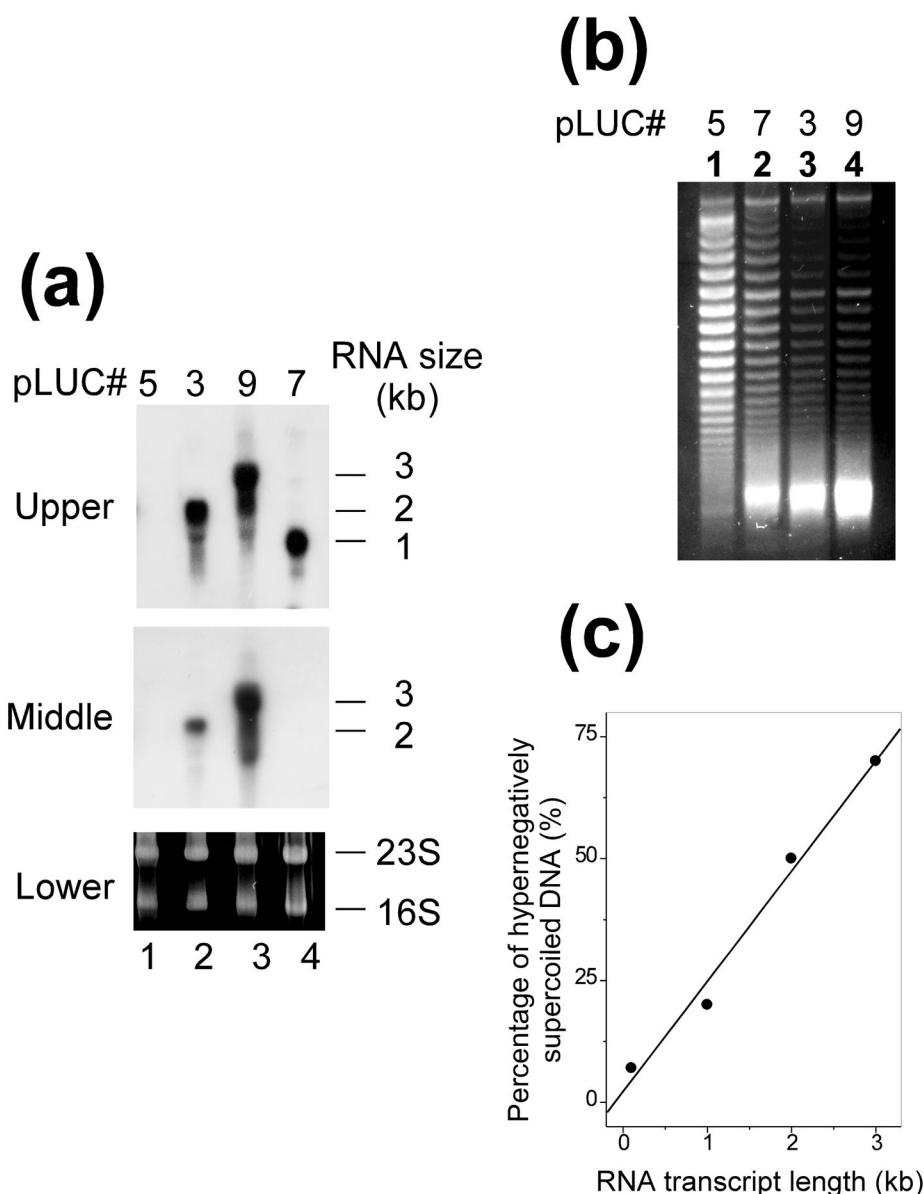 (a)
pLUC# 5 3 9 7
RNA size
(kb)
Upper
3
2
1
Middle
3
2
Lower
23S
16S
1 2 3 4
(b)
pLUC# 5 7 3 9
1 2 3 4
(c)
Percentage of hypernegatively
supercoiled DNA (%)
75
50
25
0
0 1 2 3
RNA transcript length (kb)